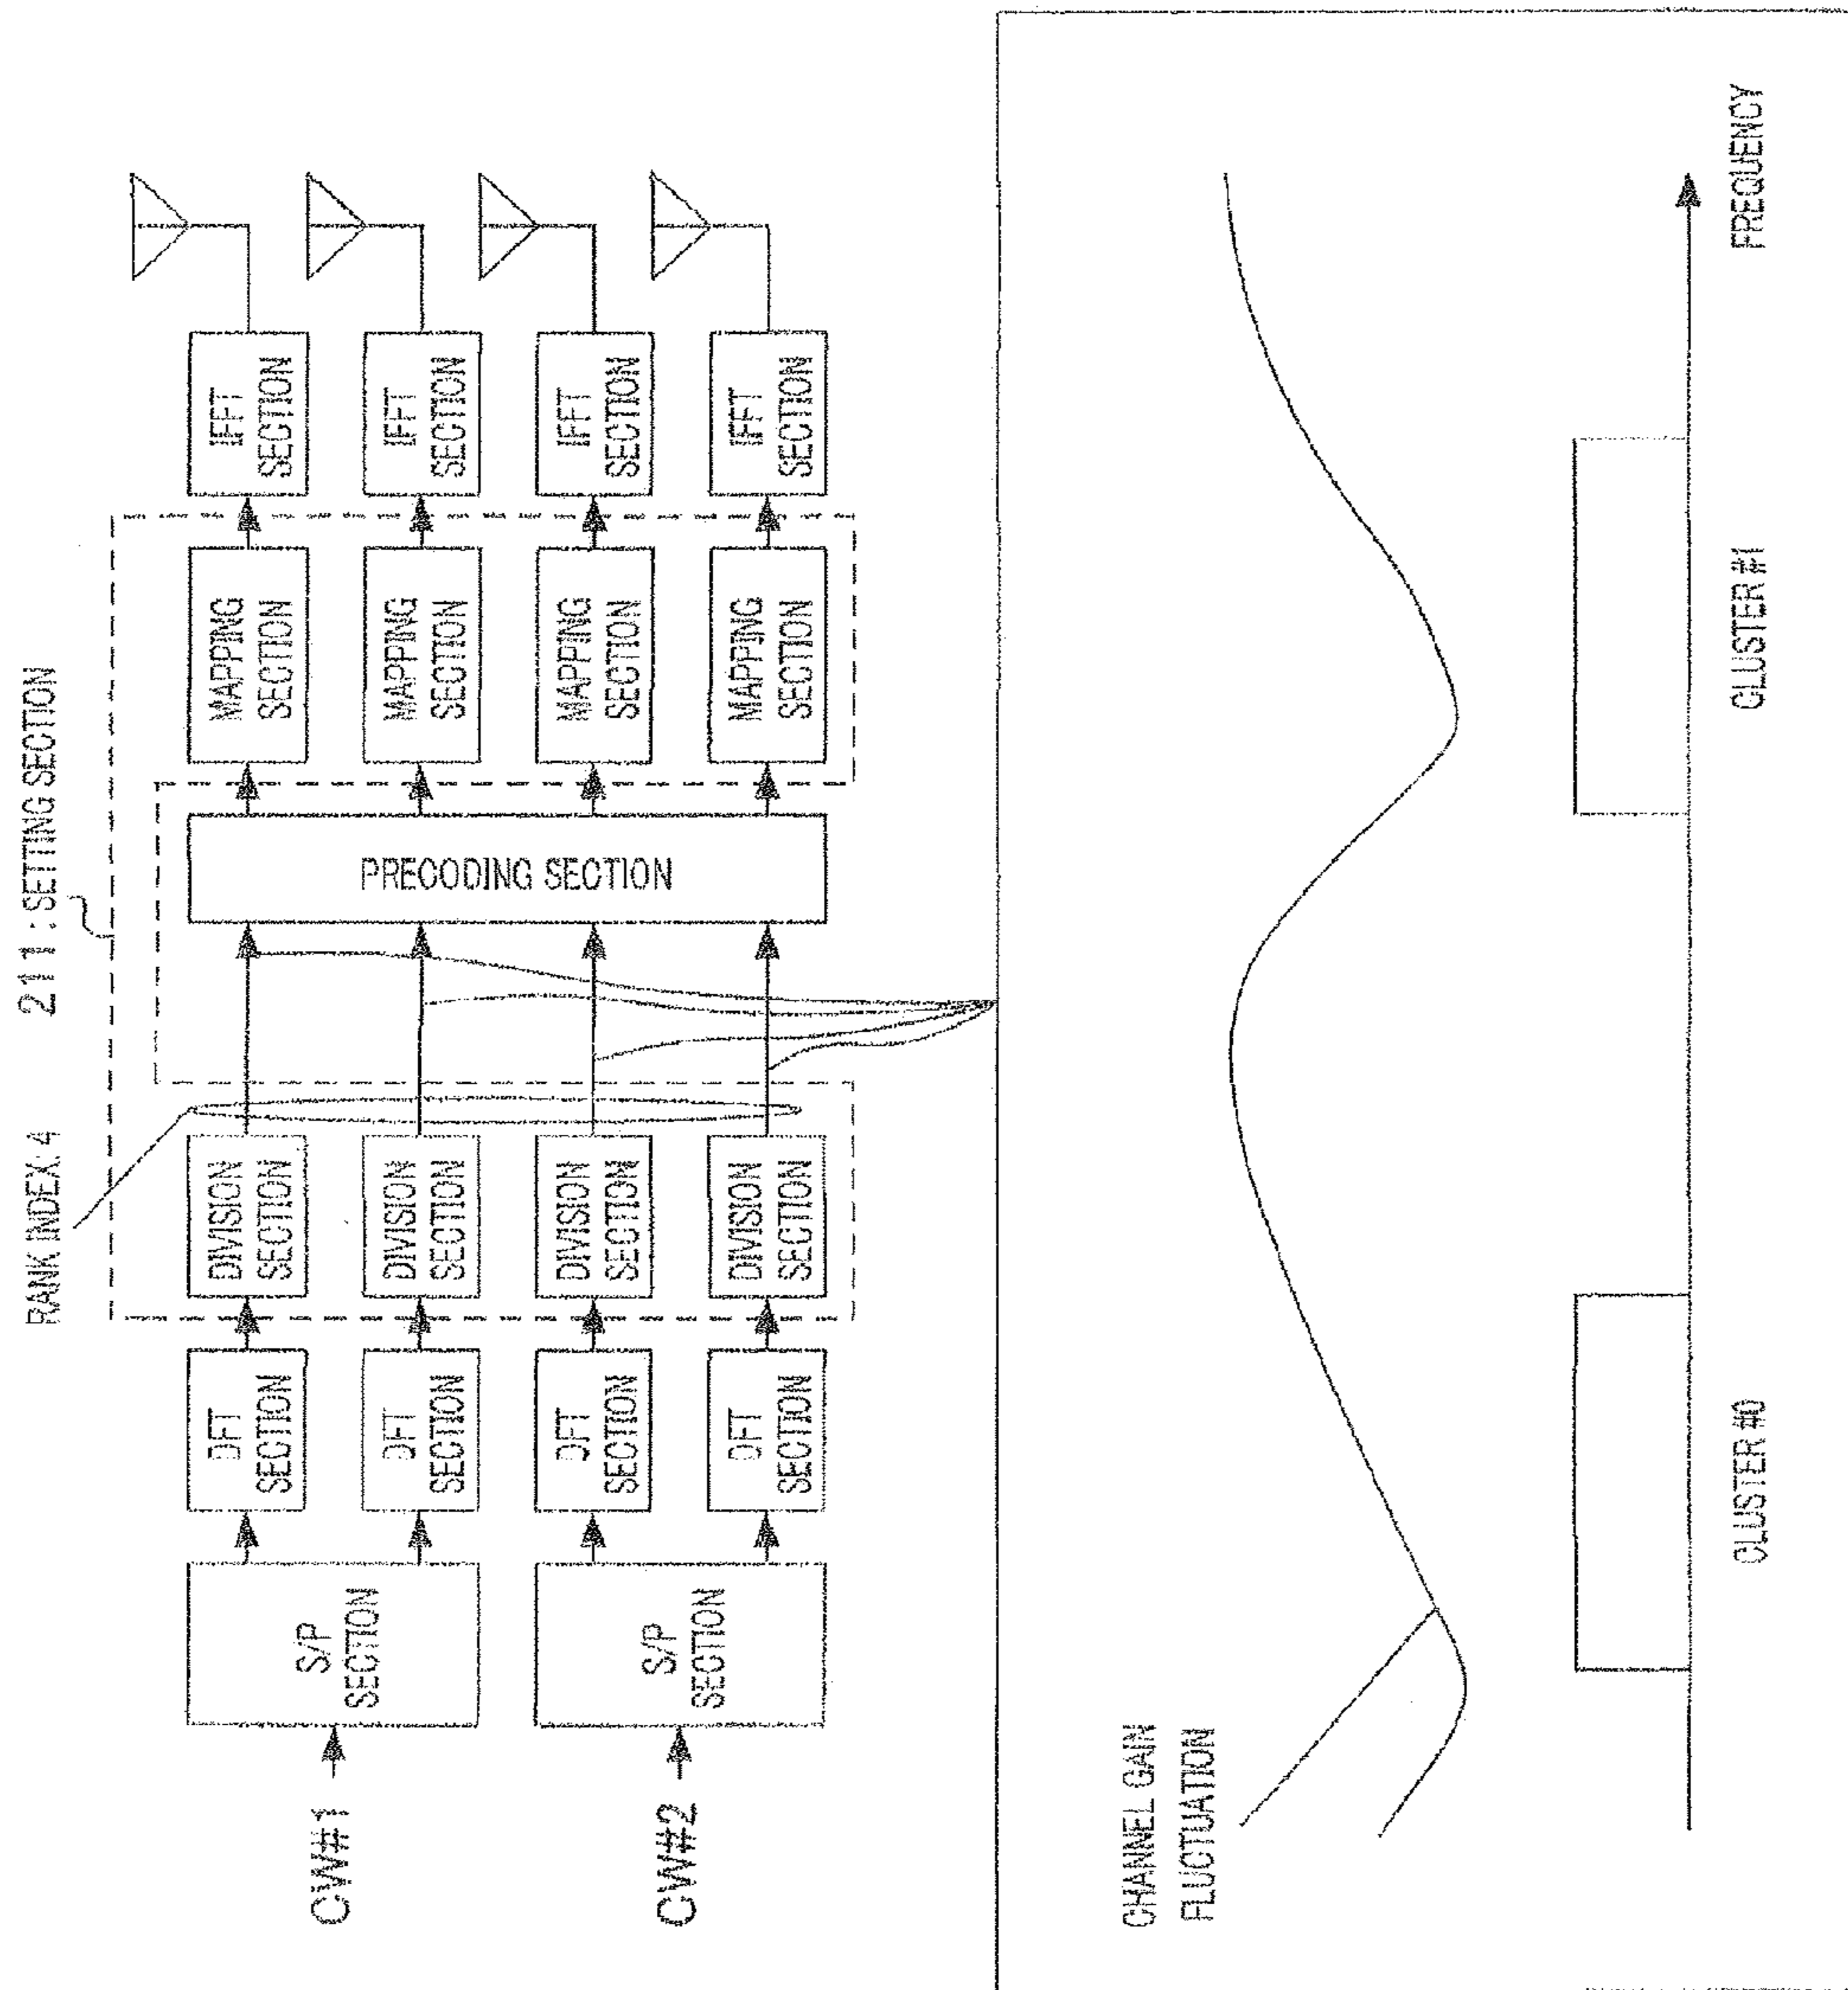 211 : SETTING SECTION
RANK INDEX: 4
CW#1
CW#2
S/P
SECTION
S/P
SECTION
DFT
SECTION
DFT
SECTION
DFT
SECTION
DFT
SECTION
DIVISION
SECTION
DIVISION
SECTION
DIVISION
SECTION
DIVISION
SECTION
PRECODING SECTION
MAPPING
SECTION
MAPPING
SECTION
MAPPING
SECTION
MAPPING
SECTION
IFFT
SECTION
IFFT
SECTION
IFFT
SECTION
IFFT
SECTION
CHANNEL GAIN
FLUCTUATION
CLUSTER #0
CLUSTER #1
FREQUENCY